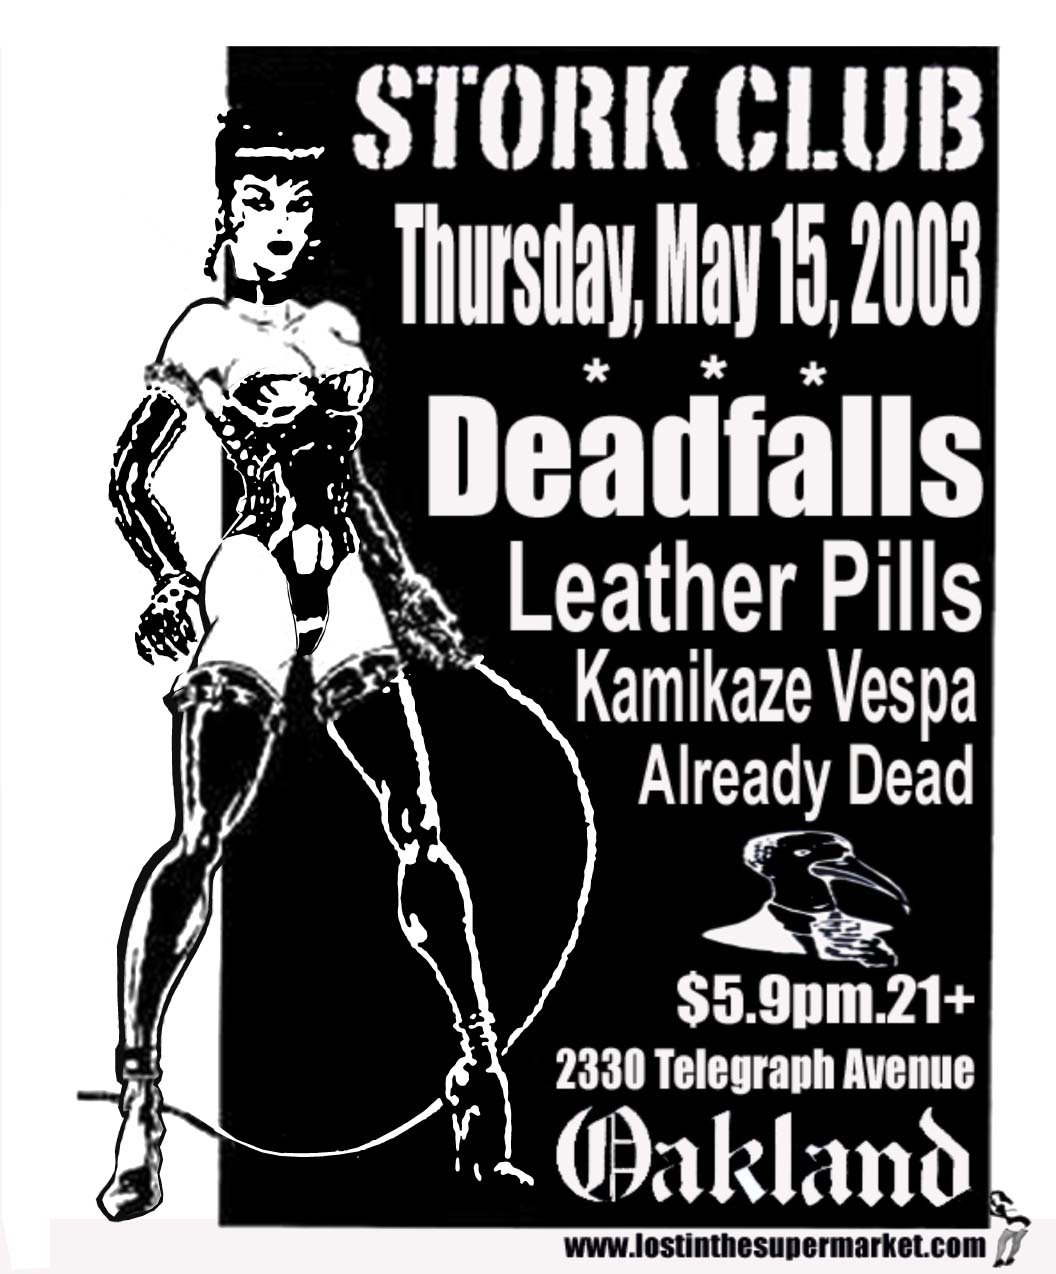 STORK CLUB
Thursday, May 15, 2003
* * *
Deadfalls
Leather Pills
Kamikaze Vespa
Already Dead
$5.9pm.21+
2330 Telegraph Avenue
Oakland
www.lostinthesupermarket.com